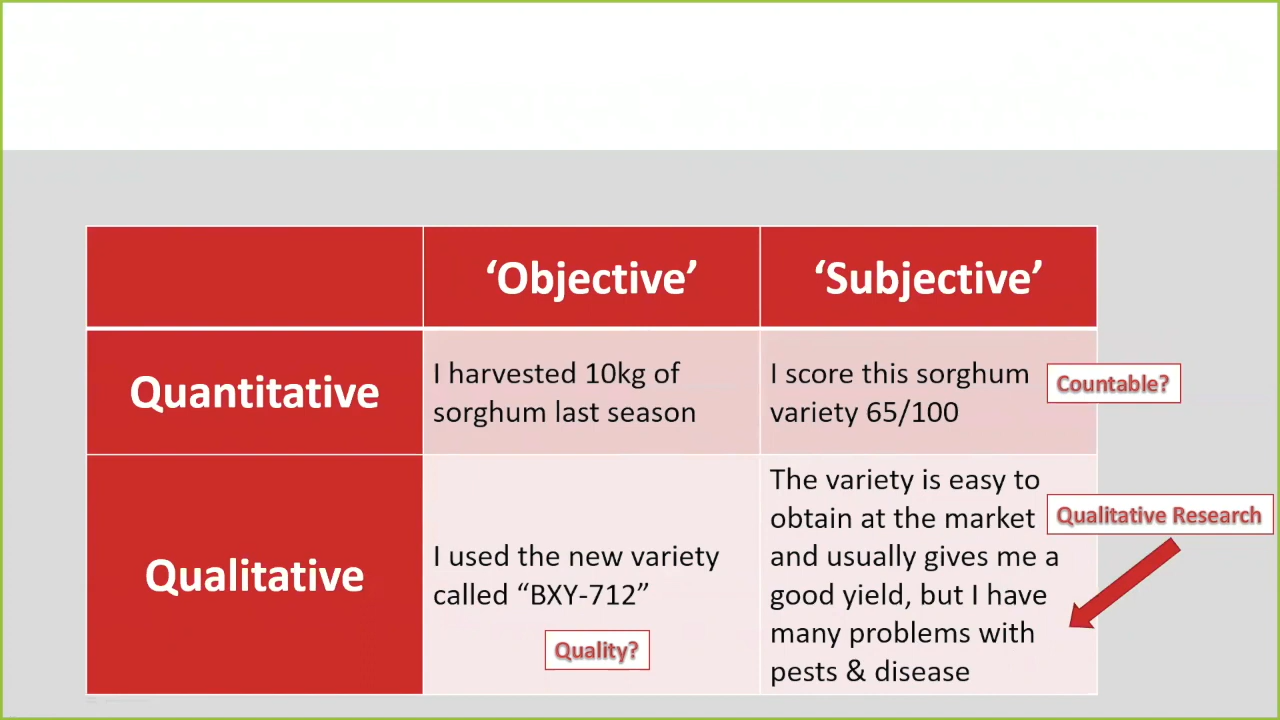 ‘Objective’
‘Subjective’
Quantitative
I harvested 10kg of
sorghum last season
I score this sorghum
variety 65/100
Countable?
Qualitative
I used the new variety
called “BXY-712”
Quality?
The variety is easy to
obtain at the market
and usually gives me a
good yield, but I have
many problems with
pests & disease
Qualitative Research